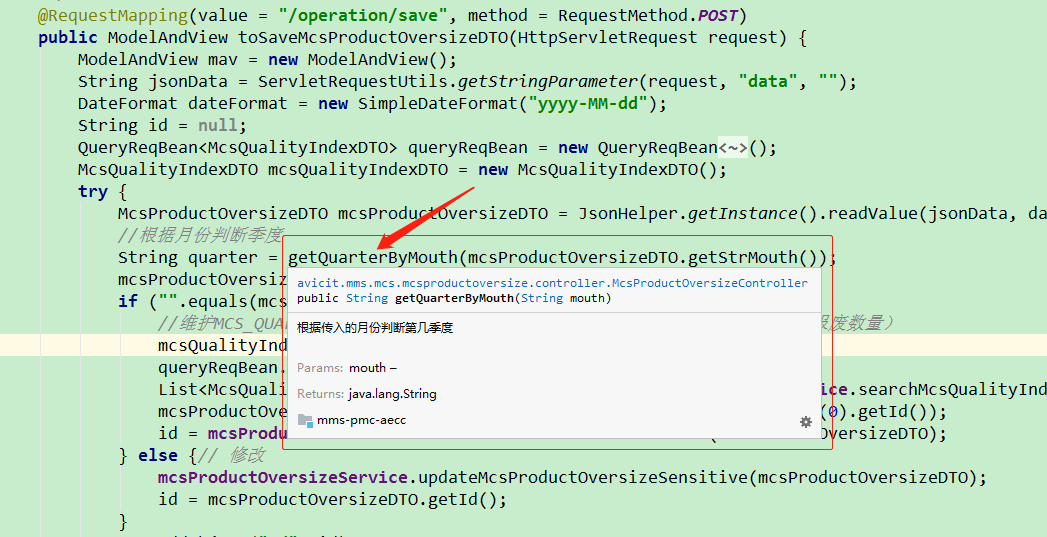 @RequestMapping(value = "/operation/save", method = RequestMethod.POST)
public ModelAndView toSaveMcsProductOversizeDTO(HttpServletRequest request) {
ModelAndView mav = new ModelAndView();
String jsonData = ServletRequestUtils.getStringParameter(request, "data", "");
DateFormat dateFormat = new SimpleDateFormat("yyyy-MM-dd");
String id = null;
QueryReqBean<McsQualityIndexDTO> queryReqBean = new QueryReqBean<~>();
McsQualityIndexDTO mcsQualityIndexDTO = new McsQualityIndexDTO();
try {
McsProductOversizeDTO mcsProductOversizeDTO = JsonHelper.getInstance().readValue(jsonData, da
//根据月份判断季度
String quarter = getQuarterByMouth(mcsProductOversizeDTO.getStrMouth());
mcsProduct
if ("".equals(mcs
//维护MCS_QUA 报废数量）
mcsQualityInd
queryReqBean.
List<McsQuali ice.searchMcsQualityInd
mcsProductOve (0).getId());
id = mcsProdu OversizeDTO);
avicit.mms.mcs.mcsproductoversize.controller.McsProductOversizeController
public String getQuarterByMouth(String mouth)
根据传入的月份判断第几季度
Params: mouth –
Returns: java.lang.String
mms-pmc-aecc
} else {// 修改
mcsProductOversizeService.updateMcsProductOversizeSensitive(mcsProductOversizeDTO);
id = mcsProductOversizeDTO.getId();
}